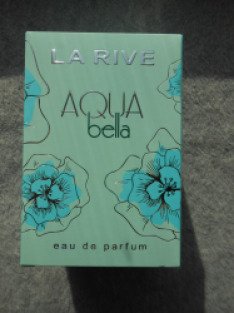 LA RIVE
AQUA
bella
eau de parfum